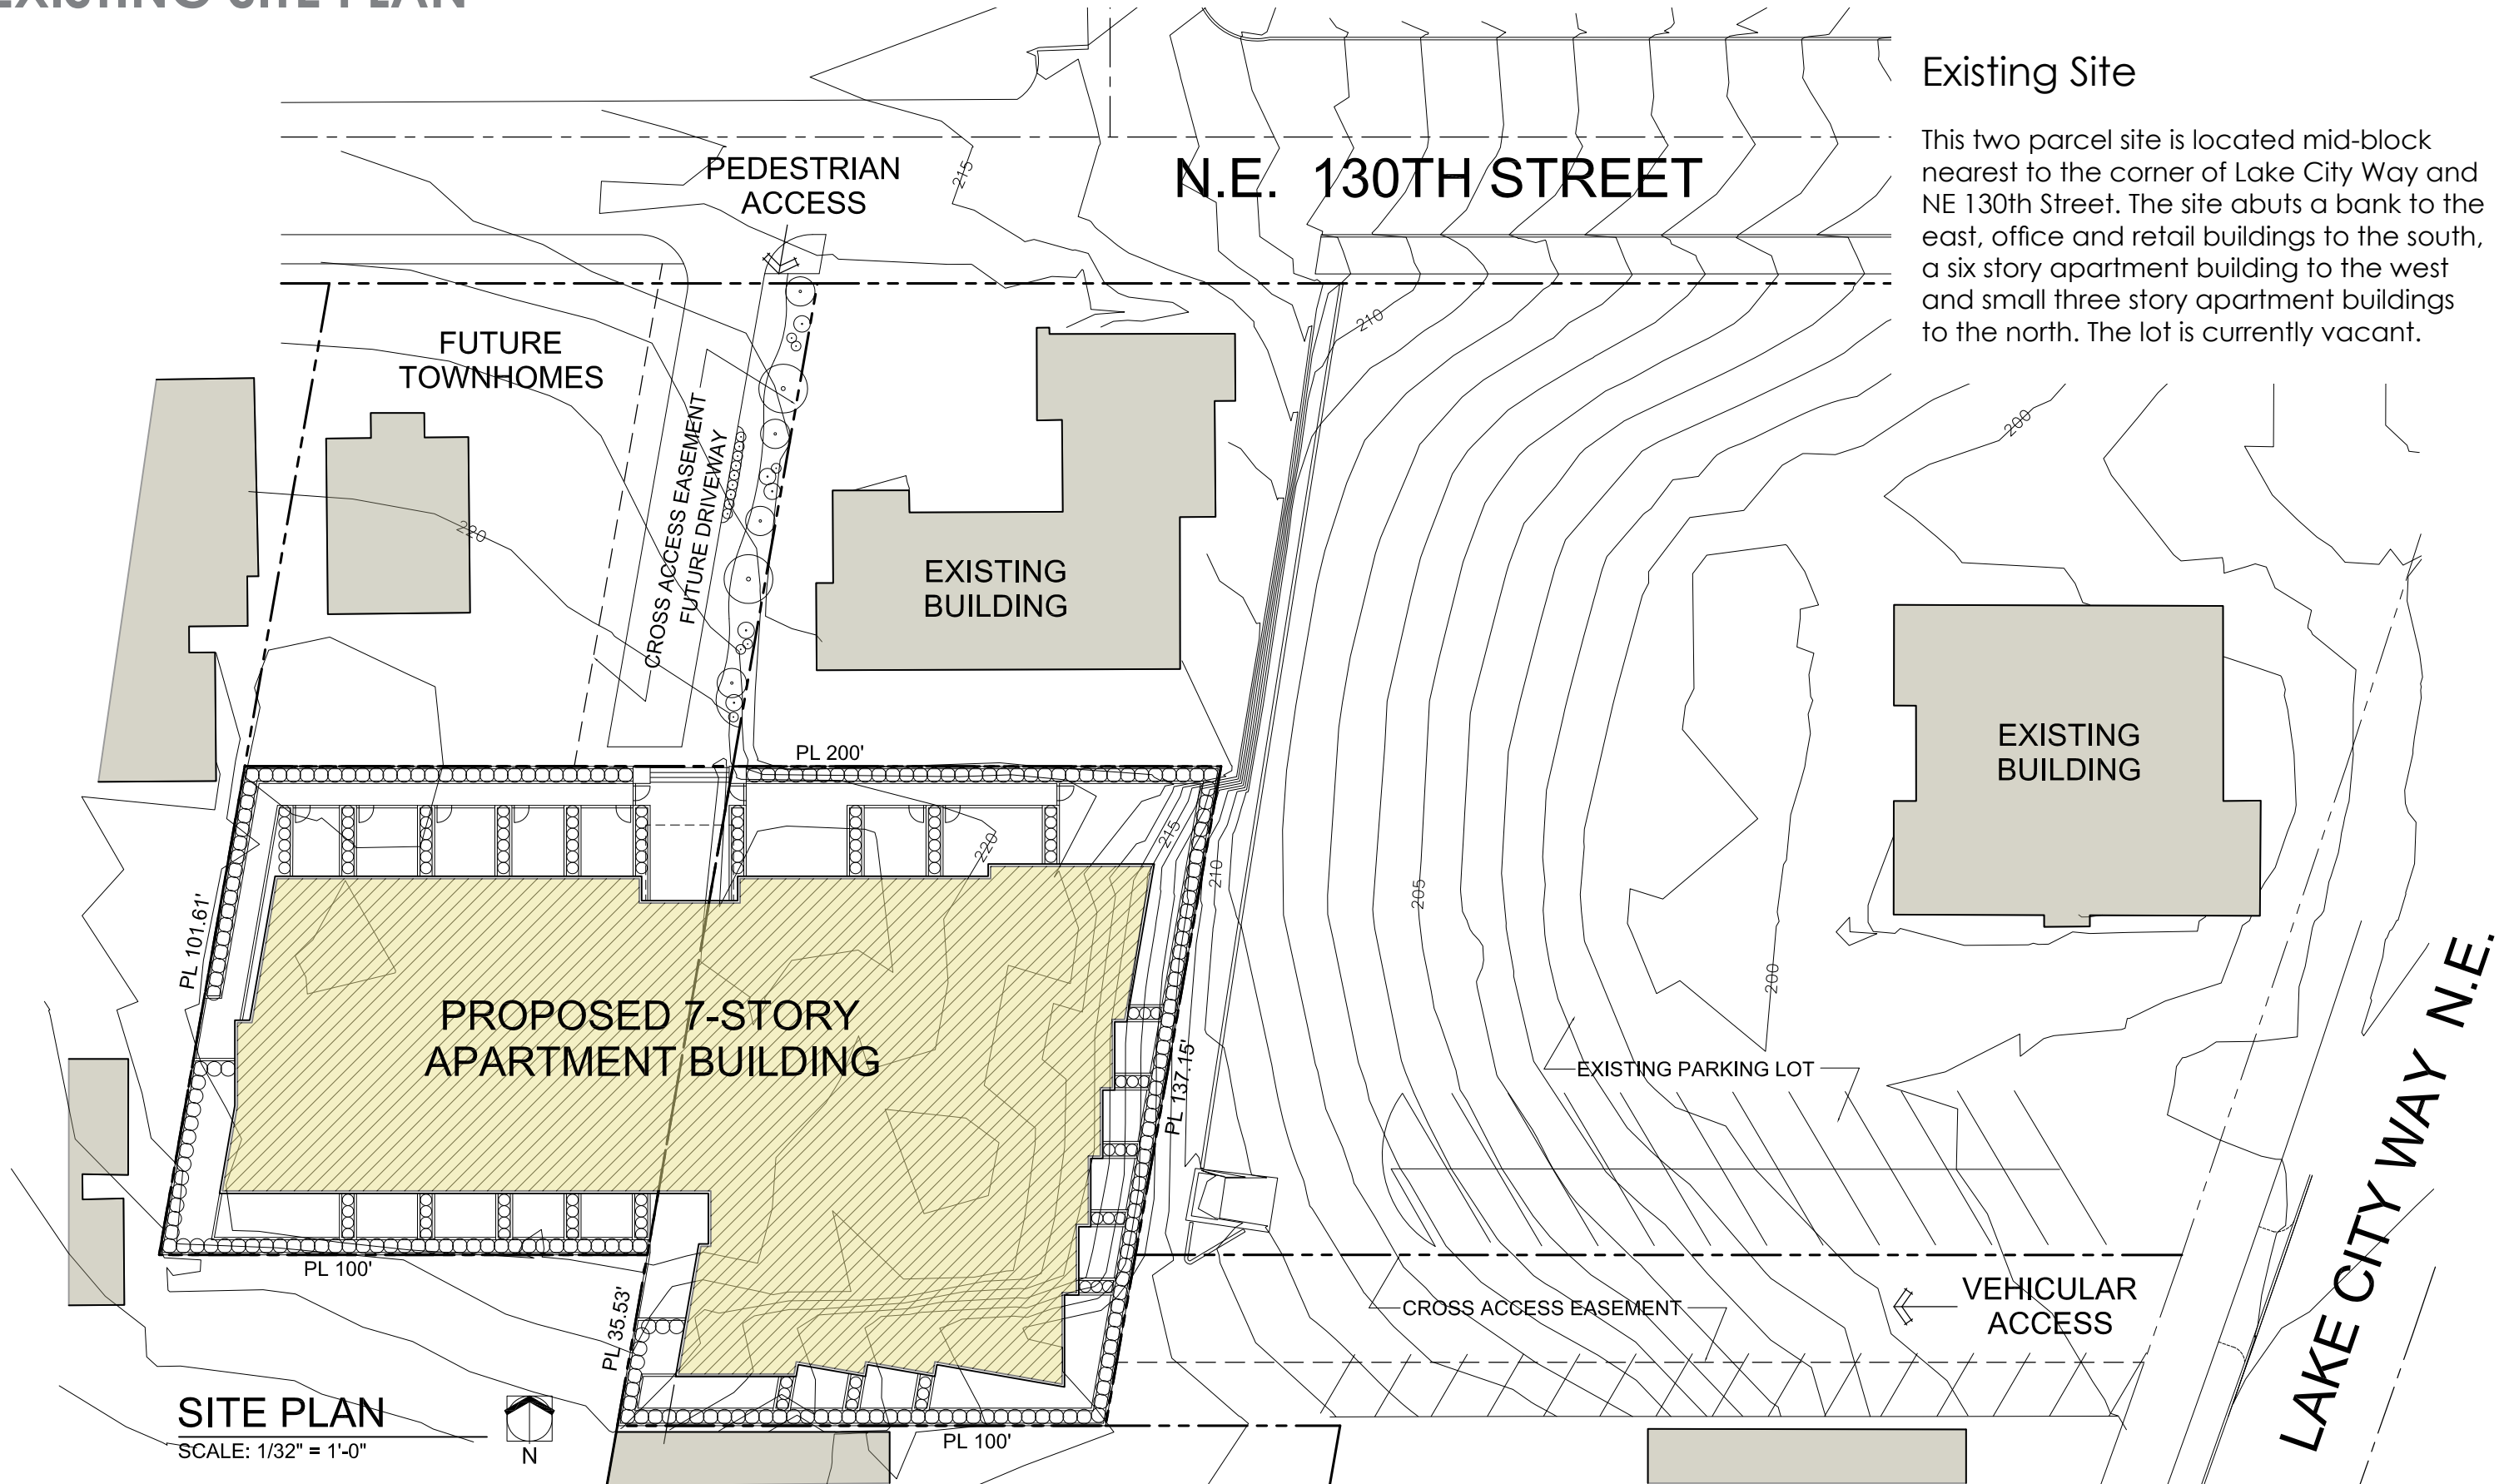 EXISTING SITE PLAN
Existing Site
This two parcel site is located mid-block
nearest to the corner of Lake City Way and
NE 130th Street. The site abuts a bank to the
east, office and retail buildings to the south,
a six story apartment building to the west
and small three story apartment buildings
to the north. The lot is currently vacant.
N.E. 130TH STREET
PEDESTRIAN
ACCESS
215
210
FUTURE
TOWNHOMES
CROSS ACCESS EASEMENT
FUTURE DRIVEWAY
220
200
EXISTING
BUILDING
EXISTING
BUILDING
PL 200'
220
215
210
205
200
PL 101.61'
PROPOSED 7-STORY
APARTMENT BUILDING
PL 137.15'
EXISTING PARKING LOT
LAKE CITY WAY N.E.
PL 100'
PL 35.53'
CROSS ACCESS EASEMENT
VEHICULAR
ACCESS
PL 100'
SITE PLAN
SCALE: 1/32" = 1'-0"
N